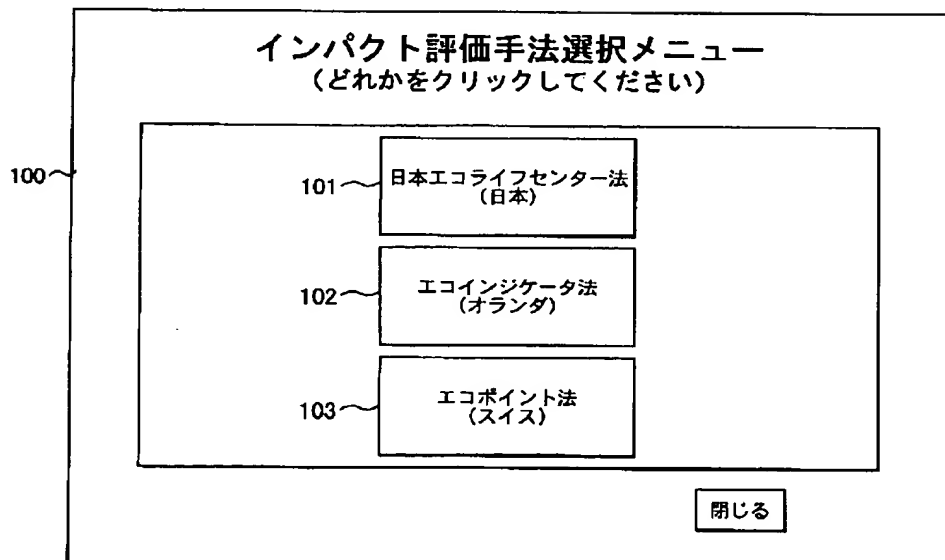 インパクト評価手法選択メニュー
(どれかをクリックしてください)
100
101
日本エコライフセンター法
(日本)
102
エコインジケータ法
(オランダ)
103
エコポイント法
(スイス)
閉じる